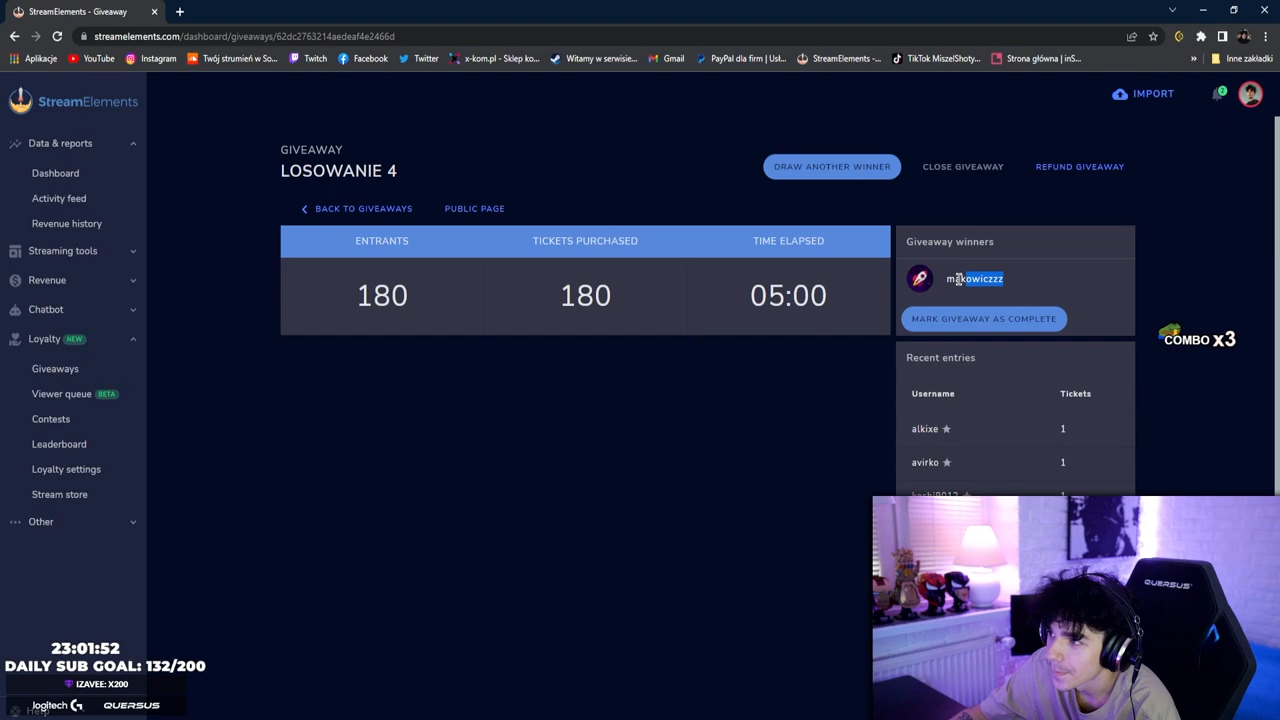 StreamElements - Giveaway
streamelements.com/dashboard/giveaways/62dc2763214aedeaf4e2466d
Aplikacje YouTube Instagram Twój strumień w So... Twitch Facebook Twitter x-kom.pl - Sklep ko... Witamy w serwisie... Gmail PayPal dla firm | Usł... StreamElements -... TikTok MiszelShoty... Strona główna | inS... » Inne zakładki
StreamElements
IMPORT
2
Data & reports
Dashboard
Activity feed
Revenue history
Streaming tools
Revenue
Chatbot
Loyalty NEW
Giveaways
Viewer queue BETA
Contests
Leaderboard
Loyalty settings
Stream store
Other
Help
GIVEAWAY
LOSOWANIE 4
DRAW ANOTHER WINNER CLOSE GIVEAWAY REFUND GIVEAWAY
BACK TO GIVEAWAYS PUBLIC PAGE
ENTRANTS TICKETS PURCHASED TIME ELAPSED
180 180 05:00
Giveaway winners
makowiczzz
MARK GIVEAWAY AS COMPLETE
Recent entries
Username Tickets
alkixe 1
avirko 1
COMBO x3
23:01:52
DAILY SUB GOAL: 132/200
IZAVEE: X200
logitech G QUERSUS
QUERSUS